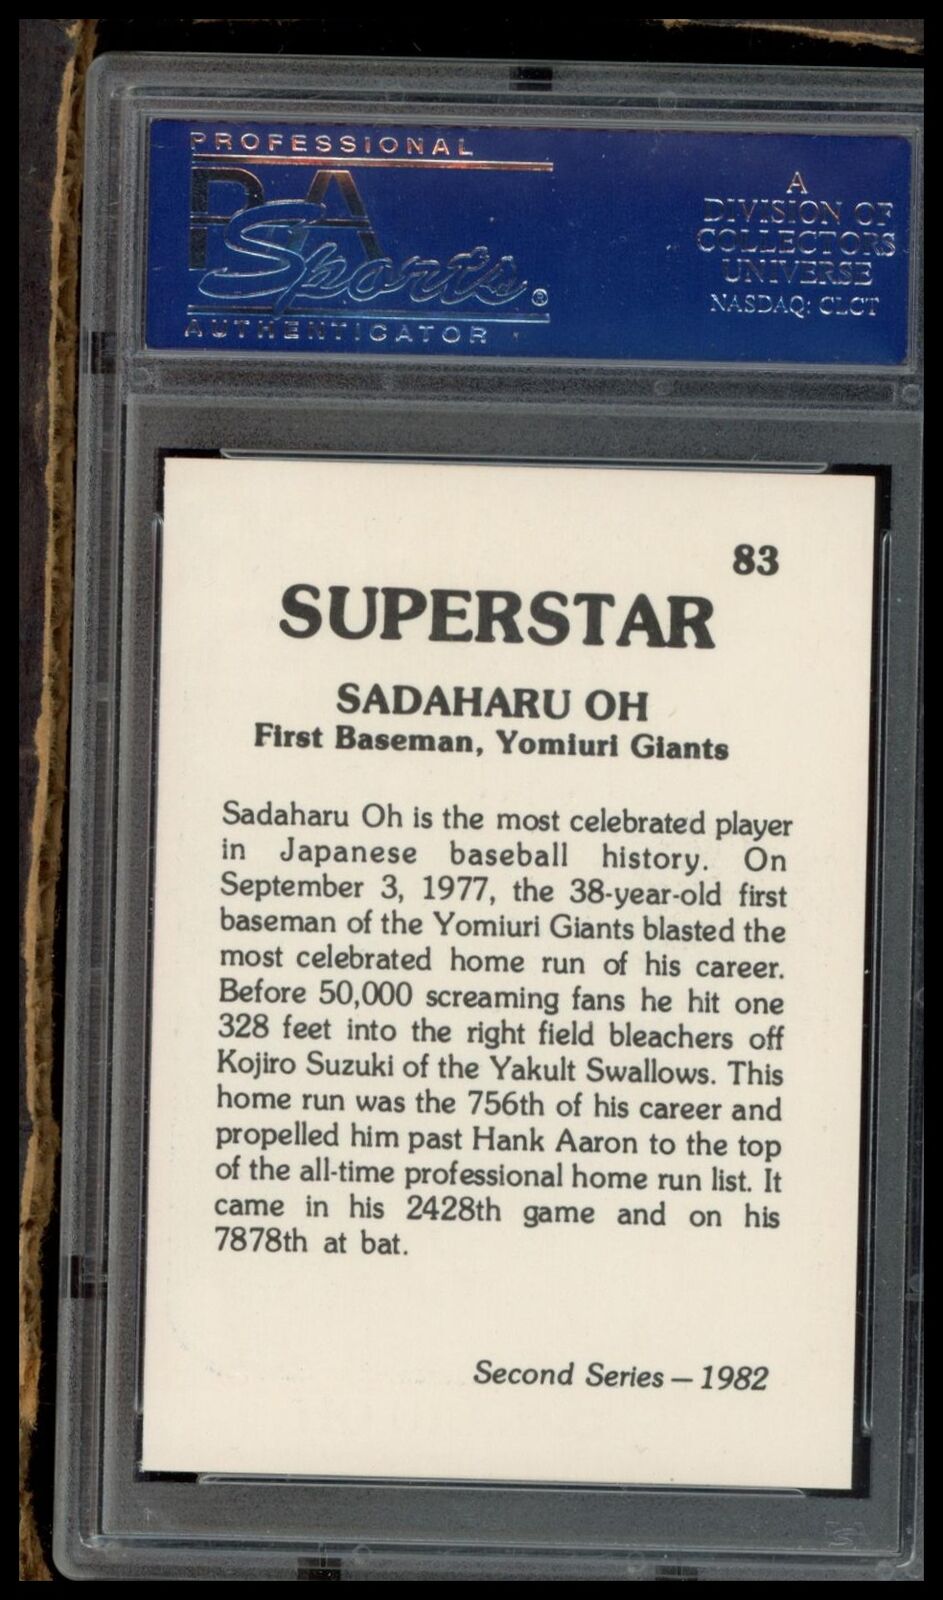 PROFESSIONAL
PSA
Sports®
AUTHENTICATOR
A
DIVISION OF
COLLECTORS
UNIVERSE
NASDAQ: CLCT
83
SUPERSTAR
SADAHARU OH
First Baseman, Yomiuri Giants
Sadaharu Oh is the most celebrated player
in Japanese baseball history. On
September 3, 1977, the 38-year-old first
baseman of the Yomiuri Giants blasted the
most celebrated home run of his career.
Before 50,000 screaming fans he hit one
328 feet into the right field bleachers off
Kojiro Suzuki of the Yakult Swallows. This
home run was the 756th of his career and
propelled him past Hank Aaron to the top
of the all-time professional home run list. It
came in his 2428th game and on his
7878th at bat.
Second Series — 1982